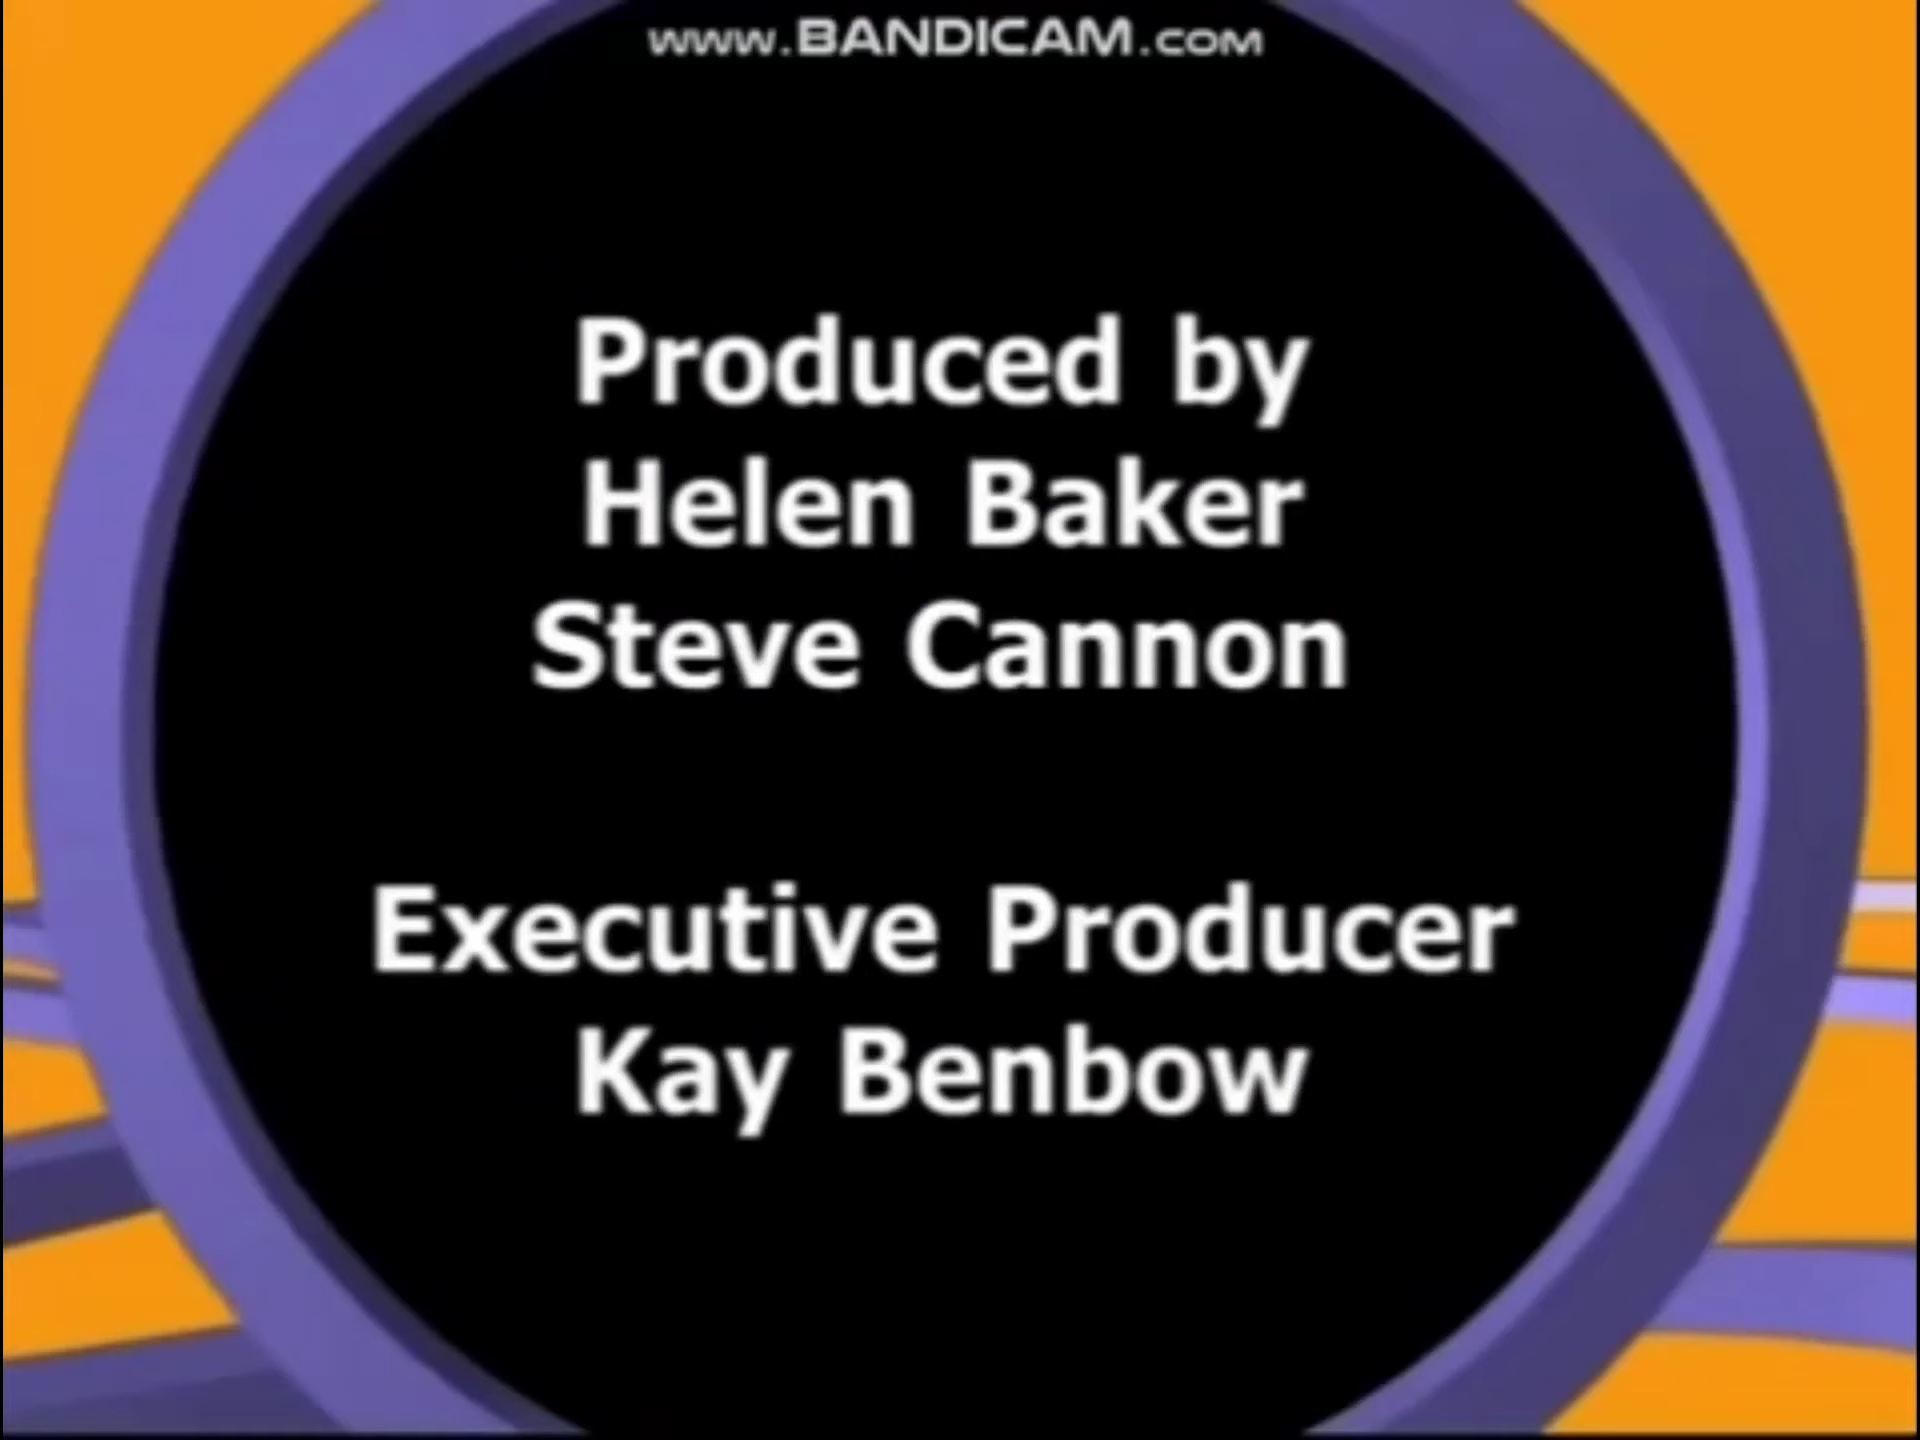 www.BANDICAM.com
Produced by
Helen Baker
Steve Cannon
Executive Producer
Kay Benbow